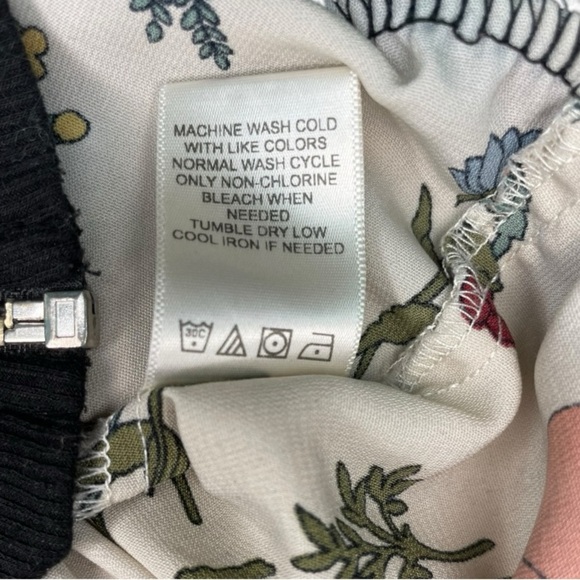 MACHINE WASH COLD
WITH LIKE COLORS
NORMAL WASH CYCLE
ONLY NON-CHLORINE
BLEACH WHEN
NEEDED
TUMBLE DRY LOW
COOL IRON IF NEEDED
30C